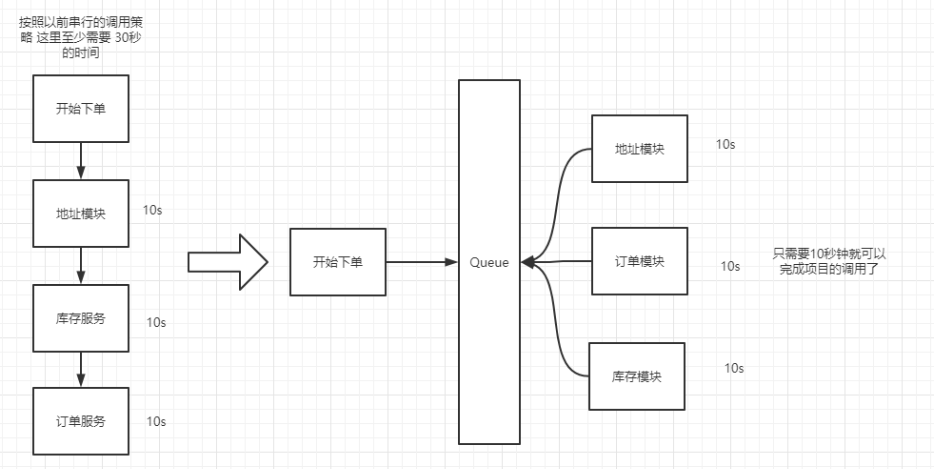 按照以前串行的调用策
略 这里至少需要 30秒
的时间
开始下单
地址模块
10s
库存服务
10s
订单服务
10s
开始下单
Queue
地址模块
10s
订单模块
10s
库存模块
10s
只需要10秒钟就可以
完成项目的调用了